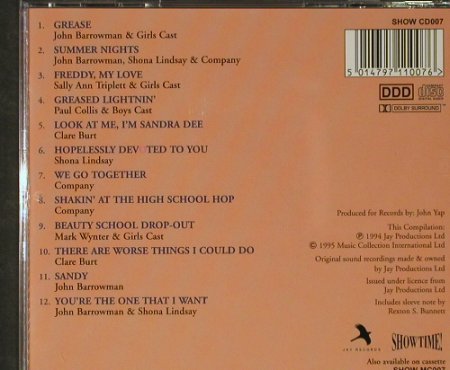 1. GREASE
John Barrowman & Girls Cast
2. SUMMER NIGHTS
John Barrowman, Shona Lindsay & Company
3. FREDDY, MY LOVE
Sally Ann Triplett & Girls Cast
4. GREASED LIGHTNIN'
Paul Collis & Boys Cast
5. LOOK AT ME, I'M SANDRA DEE
Clare Burt
6. HOPELESSLY DEVOTED TO YOU
Shona Lindsay
7. WE GO TOGETHER
Company
8. SHAKIN' AT THE HIGH SCHOOL HOP
Company
9. BEAUTY SCHOOL DROP-OUT
Mark Wynter & Girls Cast
10. THERE ARE WORSE THINGS I COULD DO
Clare Burt
11. SANDY
John Barrowman
12. YOU'RE THE ONE THAT I WANT
John Barrowman & Shona Lindsay
SHOW CD007
5 014797 110076
DDD
COMPACT disc DIGITAL AUDIO
DOLBY SURROUND
Produced for Records by: John Yap
This Compilation:
℗ 1994 Jay Productions Ltd
© 1995 Music Collection International Ltd
Original sound recordings made & owned
by Jay Productions Ltd
Issued under licence from
Jay Productions Ltd
Includes sleeve note by
Rexton S. Bunnett
JAY RECORDS
SHOWTIME!
Also available on cassette
SHOW MC007